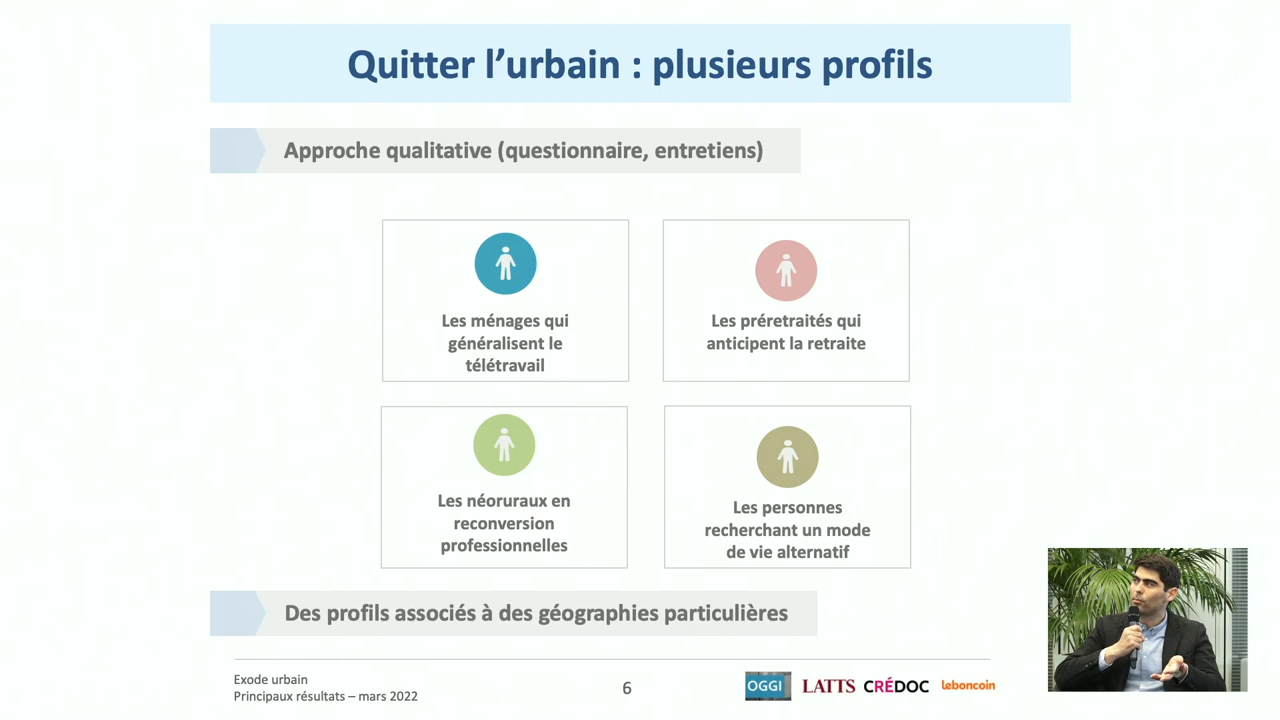 Quitter l’urbain : plusieurs profils
Approche qualitative (questionnaire, entretiens)
Les ménages qui
généralisent le
télétravail
Les préretraités qui
anticipent la retraite
Les néoruraux en
reconversion
professionnelles
Les personnes
recherchant un mode
de vie alternatif
Des profils associés à des géographies particulières
Exode urbain
Principaux résultats – mars 2022
6
OGGI
LATTS
CRÉDOC
leboncoin